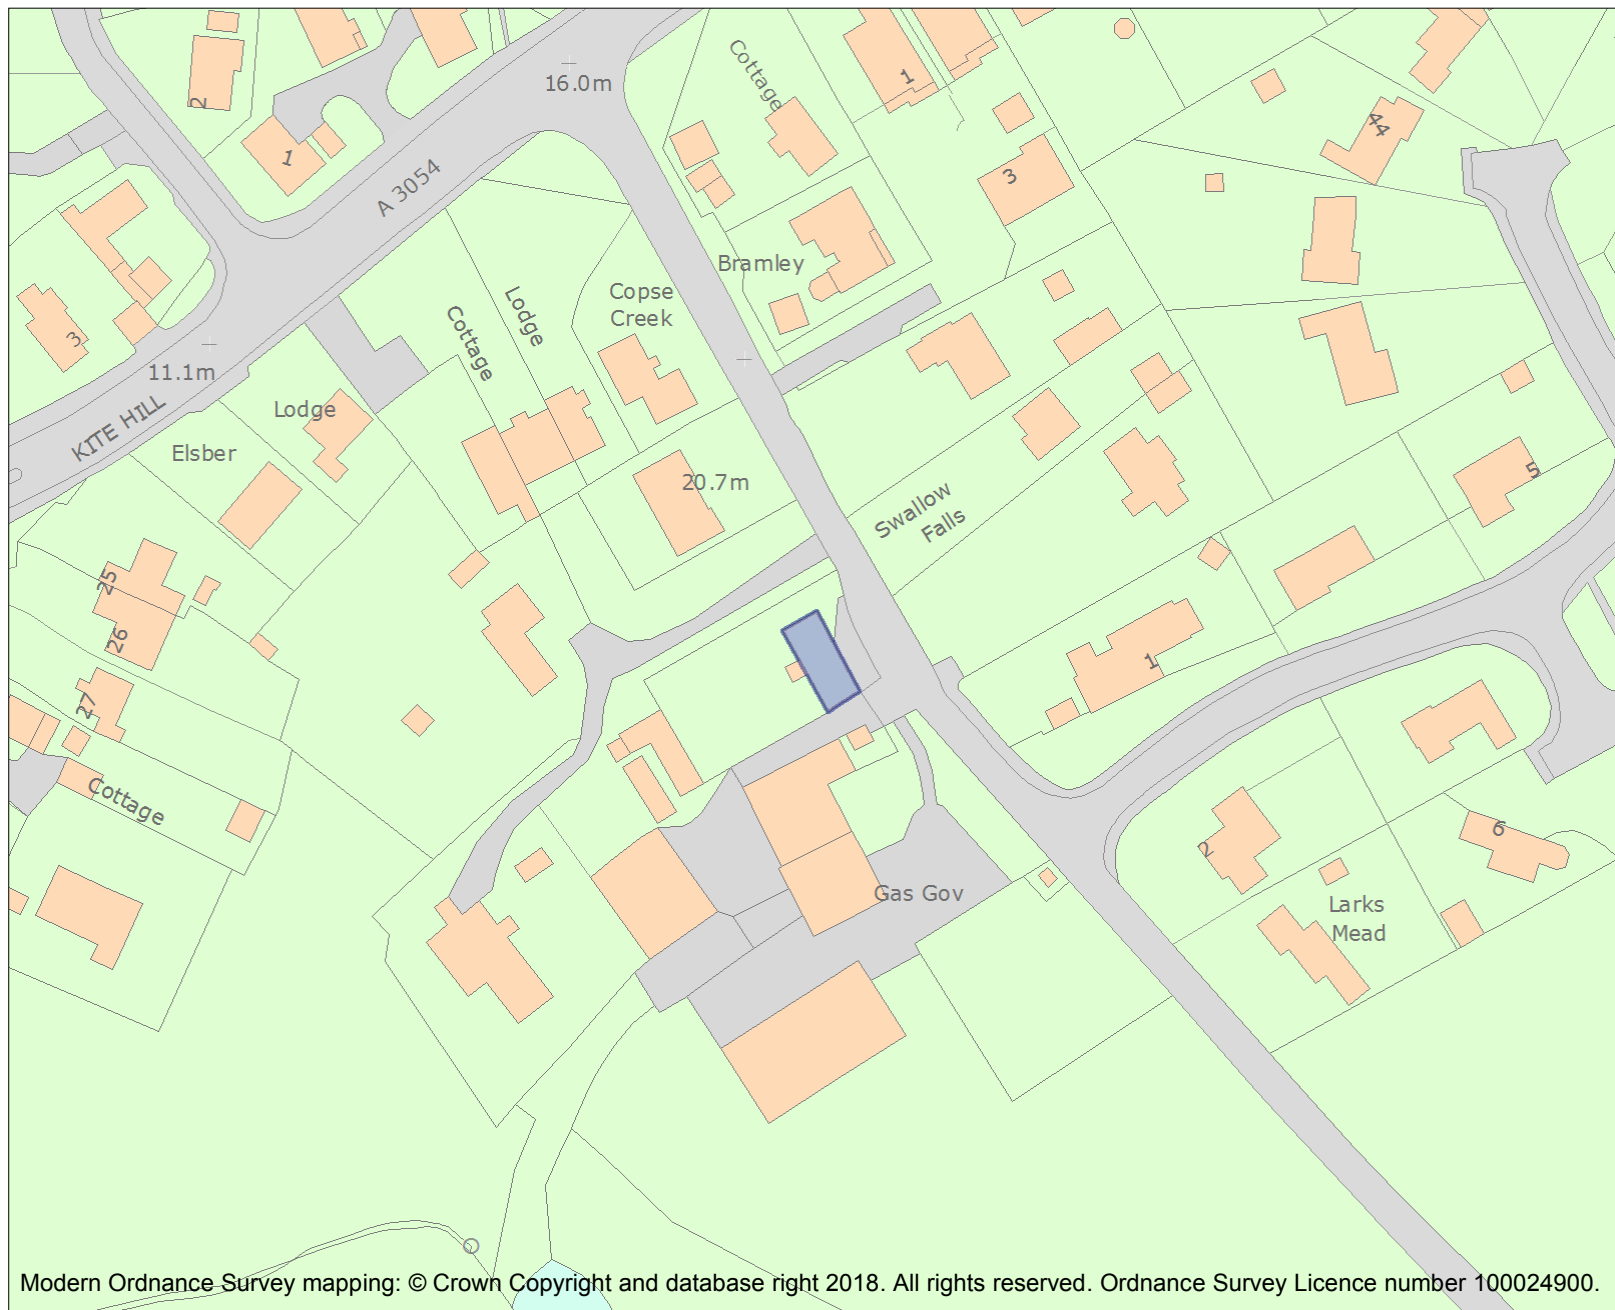 Cottage
16.0m
2
1
1
A 3054
44
3
Bramley
Copse
Creek
Lodge
Cottage
3
11.1m
KITE HILL
Lodge
Elsber
20.7m
5
Swallow
Falls
25
26
1
27
Cottage
2
6
Gas Gov
Larks
Mead
Modern Ordnance Survey mapping: © Crown Copyright and database right 2018. All rights reserved. Ordnance Survey Licence number 100024900.